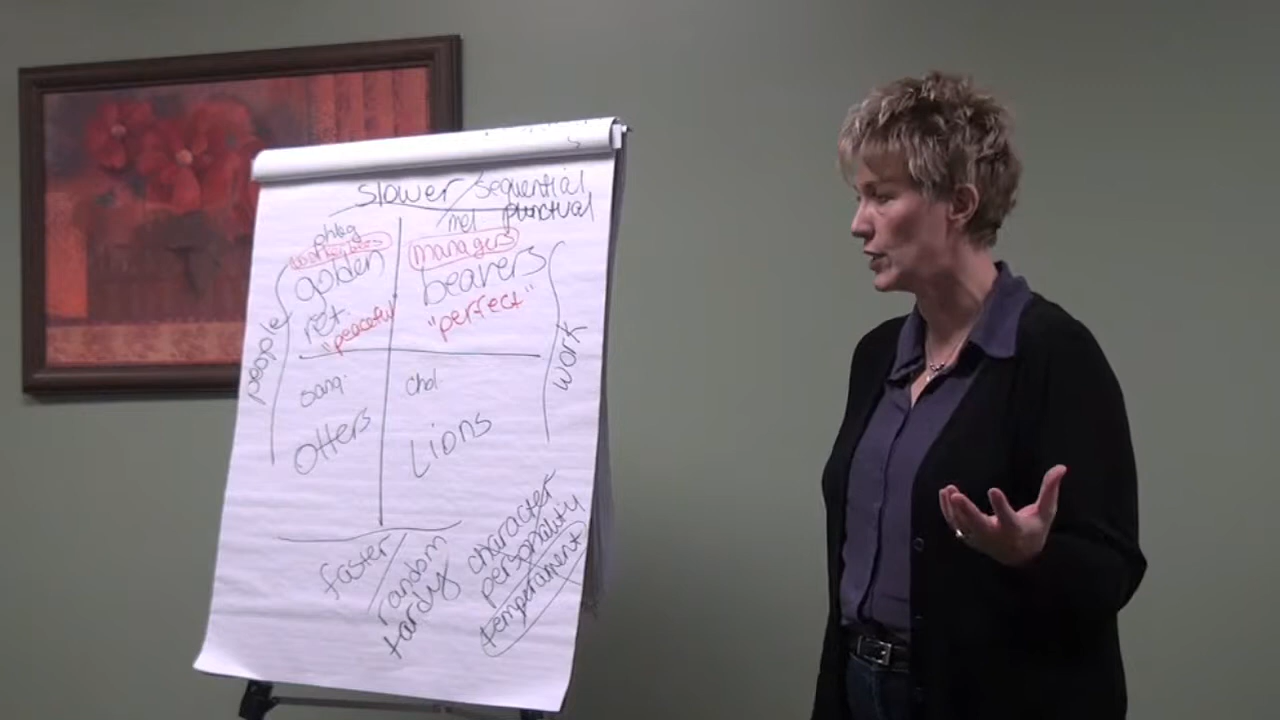 slower / sequential
mel punctual
phleg
managers
golden
beavers
ret.
"peaceful"
"perfect"
people
work
sang.
chol.
otters
Lions
faster / random
tardy
character
personality
temperament